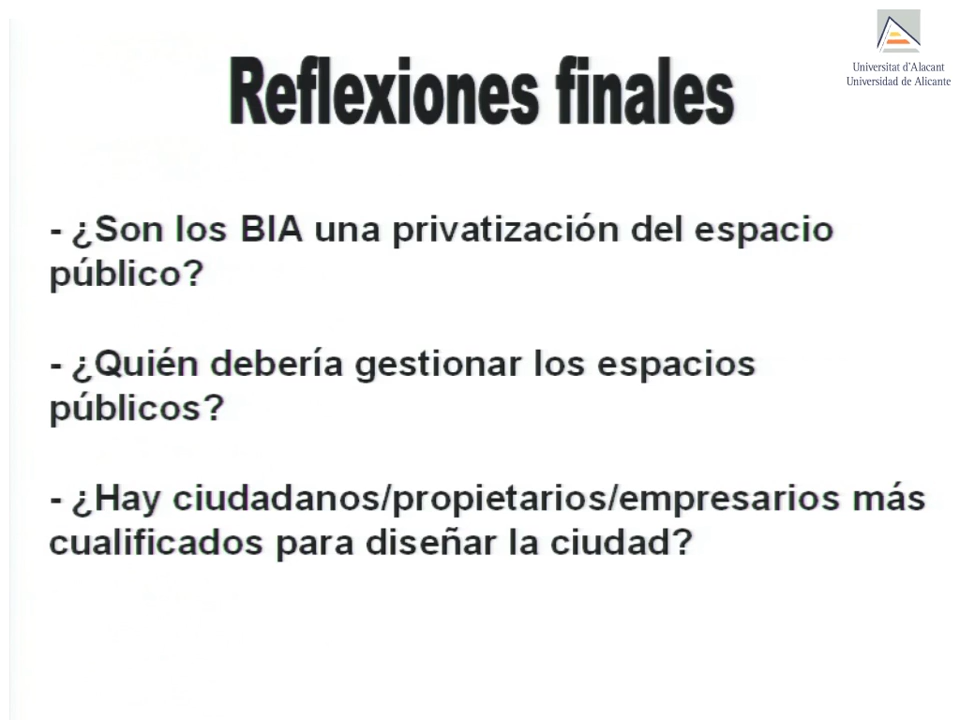 Universitat d'Alacant
Universidad de Alicante
Reflexiones finales
- ¿Son los BIA una privatización del espacio
público?
- ¿Quién debería gestionar los espacios
públicos?
- ¿Hay ciudadanos/propietarios/empresarios más
cualificados para diseñar la ciudad?